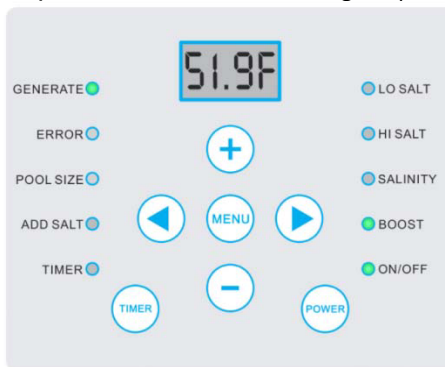 51.9F
GENERATE
LO SALT
ERROR
HI SALT
+
POOL SIZE
SALINITY
ADD SALT
MENU
BOOST
TIMER
ON/OFF
−
TIMER
POWER